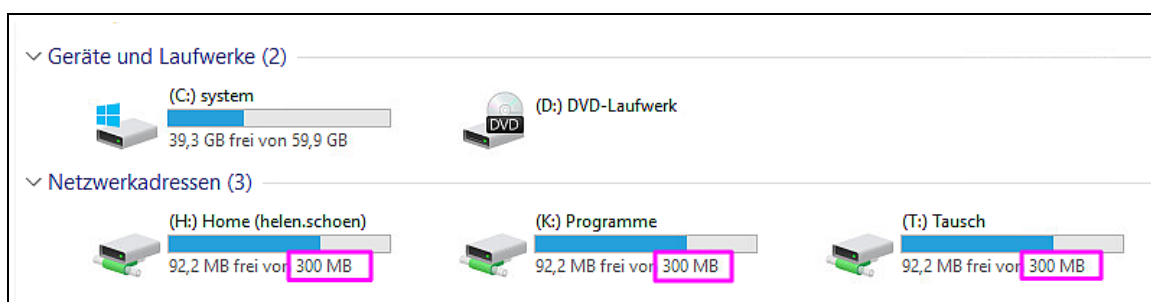 Geräte und Laufwerke (2)
(C:) system
39,3 GB frei von 59,9 GB
DVD
(D:) DVD-Laufwerk
Netzwerkadressen (3)
(H:) Home (helen.schoen)
92,2 MB frei von 300 MB
(K:) Programme
92,2 MB frei von 300 MB
(T:) Tausch
92,2 MB frei von 300 MB